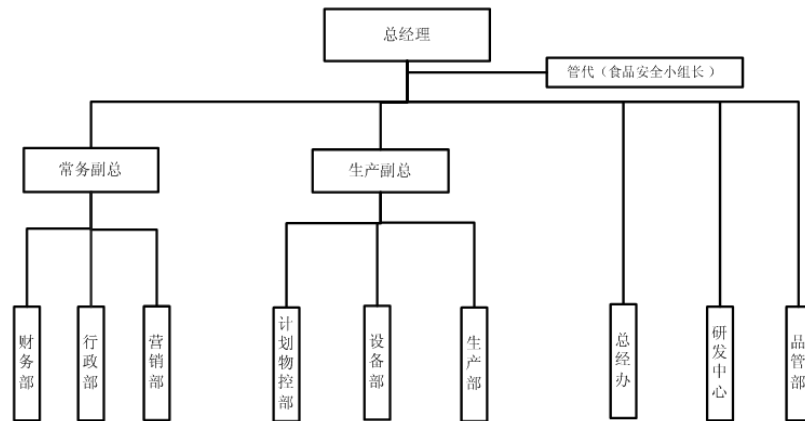 总经理
管代（食品安全小组长）
常务副总
生产副总
财务部
行政部
营销部
计划物控部
设备部
生产部
总经办
研发中心
品管部